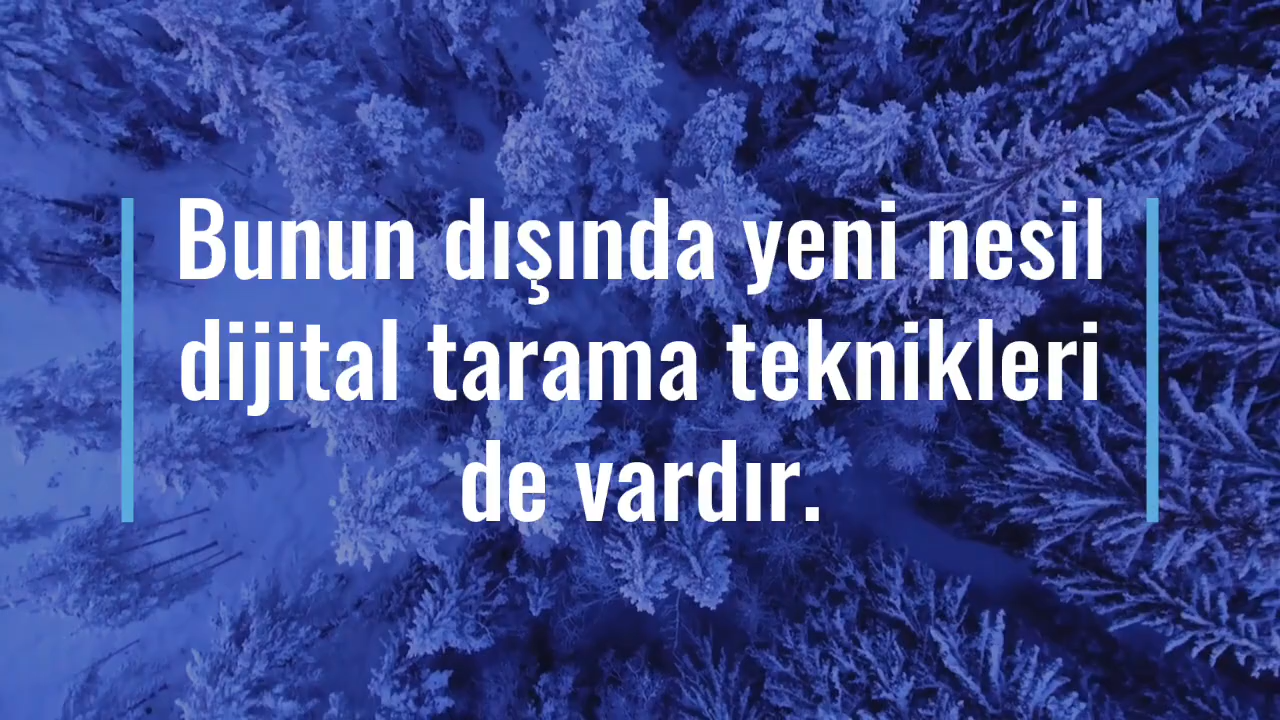 Bunun dışında yeni nesil
dijital tarama teknikleri
de vardır.